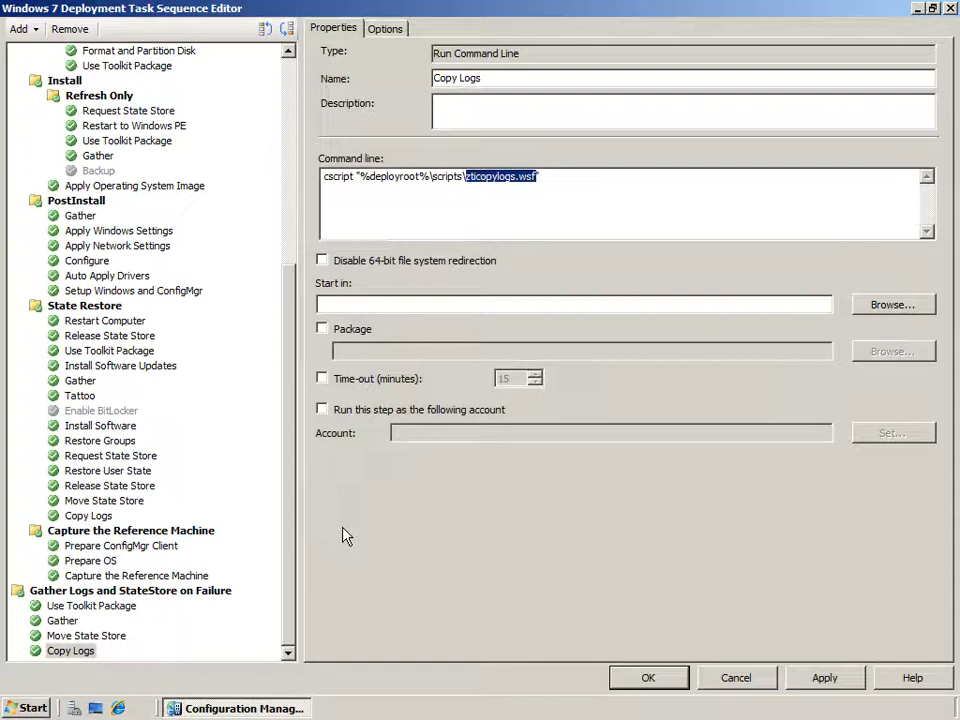 Windows 7 Deployment Task Sequence Editor
Add
Remove
Format and Partition Disk
Use Toolkit Package
Install
Refresh Only
Request State Store
Restart to Windows PE
Use Toolkit Package
Gather
Backup
Apply Operating System Image
PostInstall
Gather
Apply Windows Settings
Apply Network Settings
Configure
Auto Apply Drivers
Setup Windows and ConfigMgr
State Restore
Restart Computer
Release State Store
Use Toolkit Package
Install Software Updates
Gather
Tattoo
Enable BitLocker
Install Software
Restore Groups
Request State Store
Restore User State
Release State Store
Move State Store
Copy Logs
Capture the Reference Machine
Prepare ConfigMgr Client
Prepare OS
Capture the Reference Machine
Gather Logs and StateStore on Failure
Use Toolkit Package
Gather
Move State Store
Copy Logs
Properties
Options
Type:
Run Command Line
Name:
Copy Logs
Description:
Command line:
cscript "%deployroot%\scripts\zticopylogs.wsf"
Disable 64-bit file system redirection
Start in:
Browse...
Package
Browse...
Time-out (minutes):
15
Run this step as the following account
Account:
Set...
OK
Cancel
Apply
Help
Start
Configuration Manag...